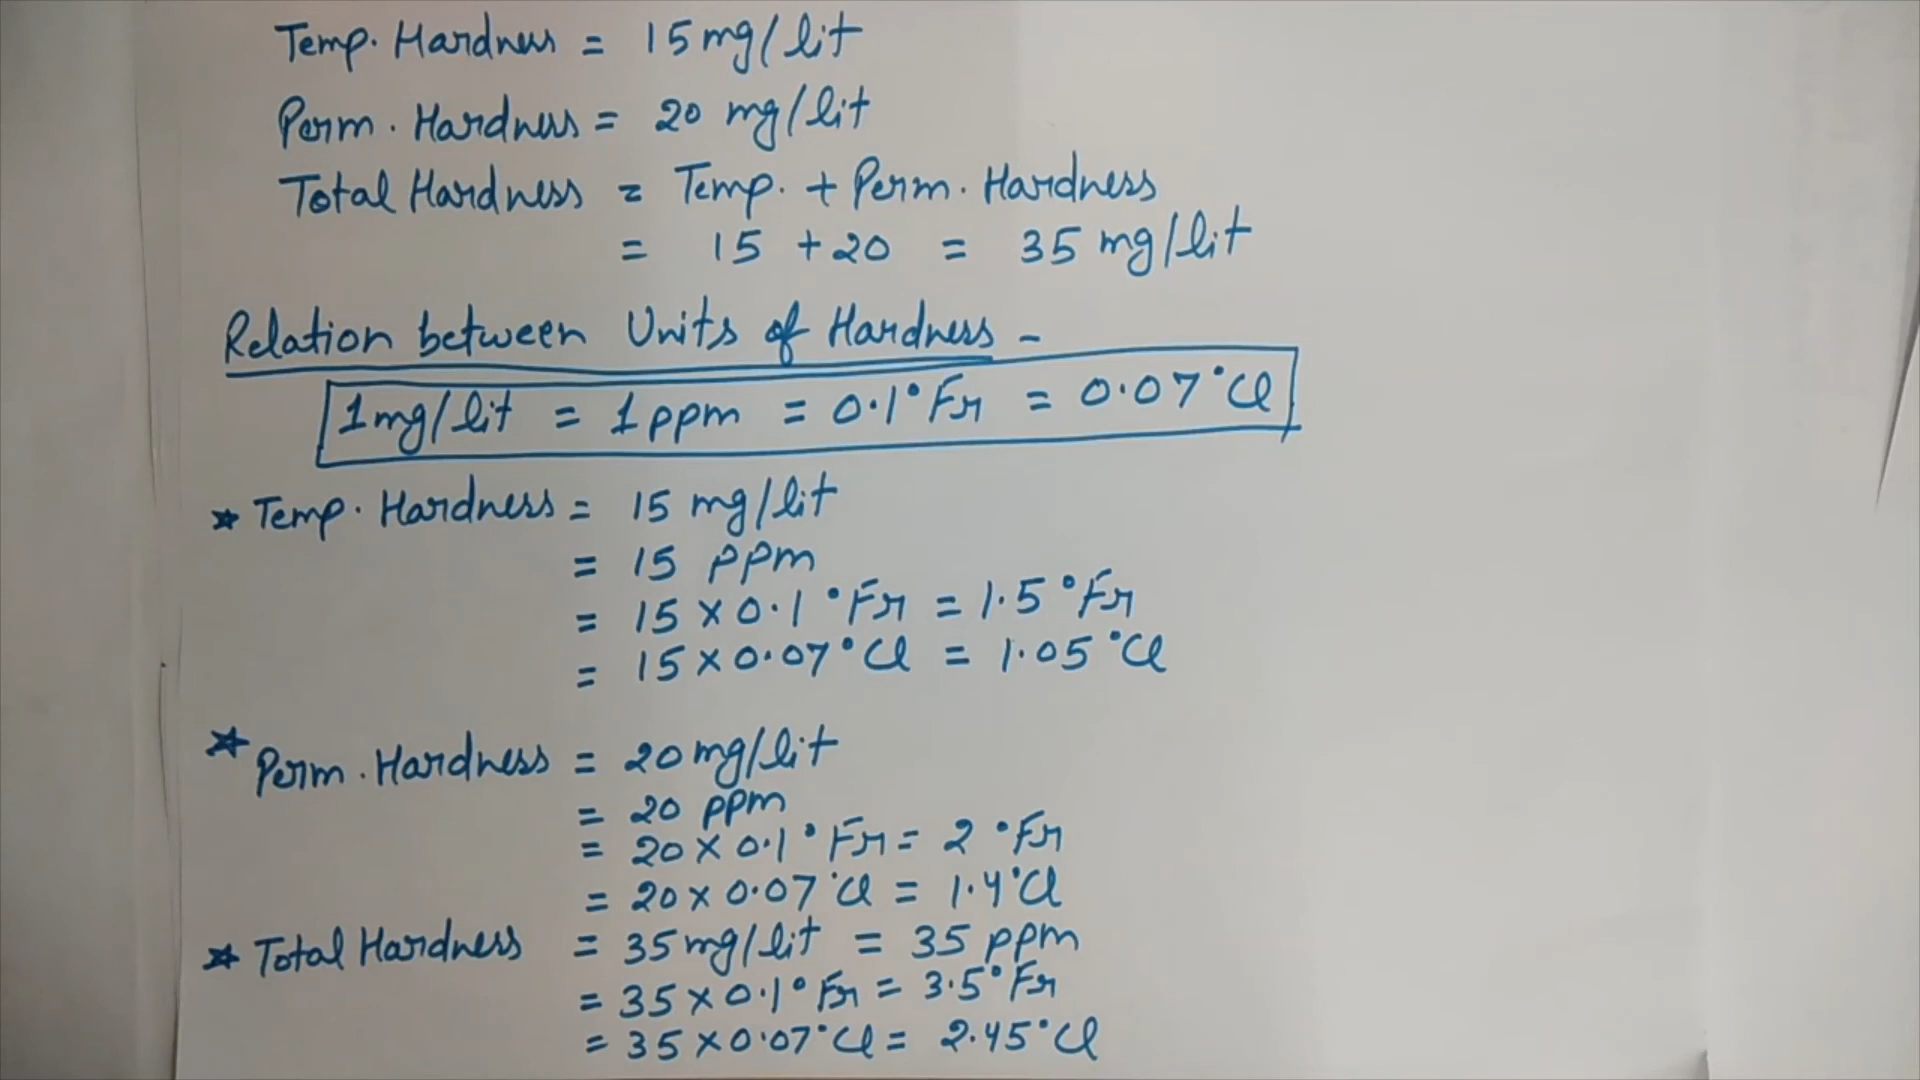 Temp. Hardness = 15 mg/lit
Perm. Hardness = 20 mg/lit
Total Hardness = Temp. + Perm. Hardness
= 15 + 20 = 35 mg/lit
Relation between Units of Hardness -
1 mg/lit = 1 ppm = 0.1°Fr = 0.07°Cl
* Temp. Hardness = 15 mg/lit
= 15 ppm
= 15 x 0.1 °Fr = 1.5 °Fr
= 15 x 0.07°Cl = 1.05 °Cl
* Perm. Hardness = 20 mg/lit
= 20 ppm
= 20 x 0.1 °Fr = 2 °Fr
= 20 x 0.07 °Cl = 1.4°Cl
* Total Hardness = 35 mg/lit = 35 ppm
= 35 x 0.1° Fr = 3.5° Fr
= 35 x 0.07°Cl = 2.45°Cl